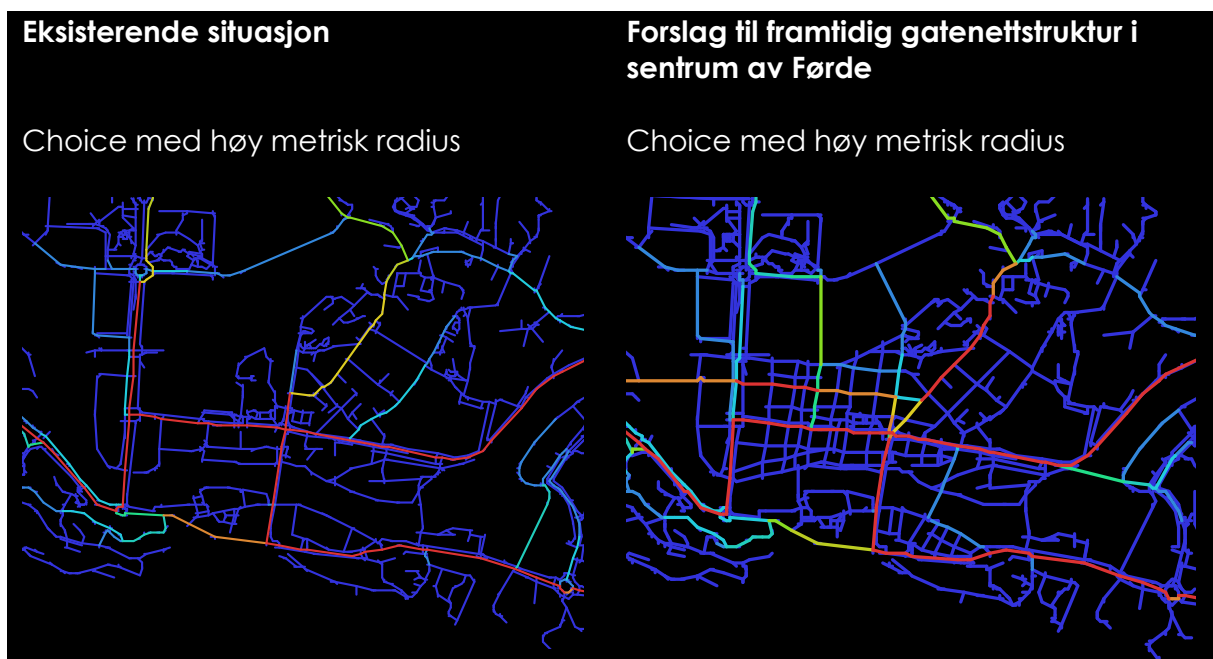 Eksisterende situasjon
Choice med høy metrisk radius
Forslag til framtidig gatenettstruktur i
sentrum av Førde
Choice med høy metrisk radius